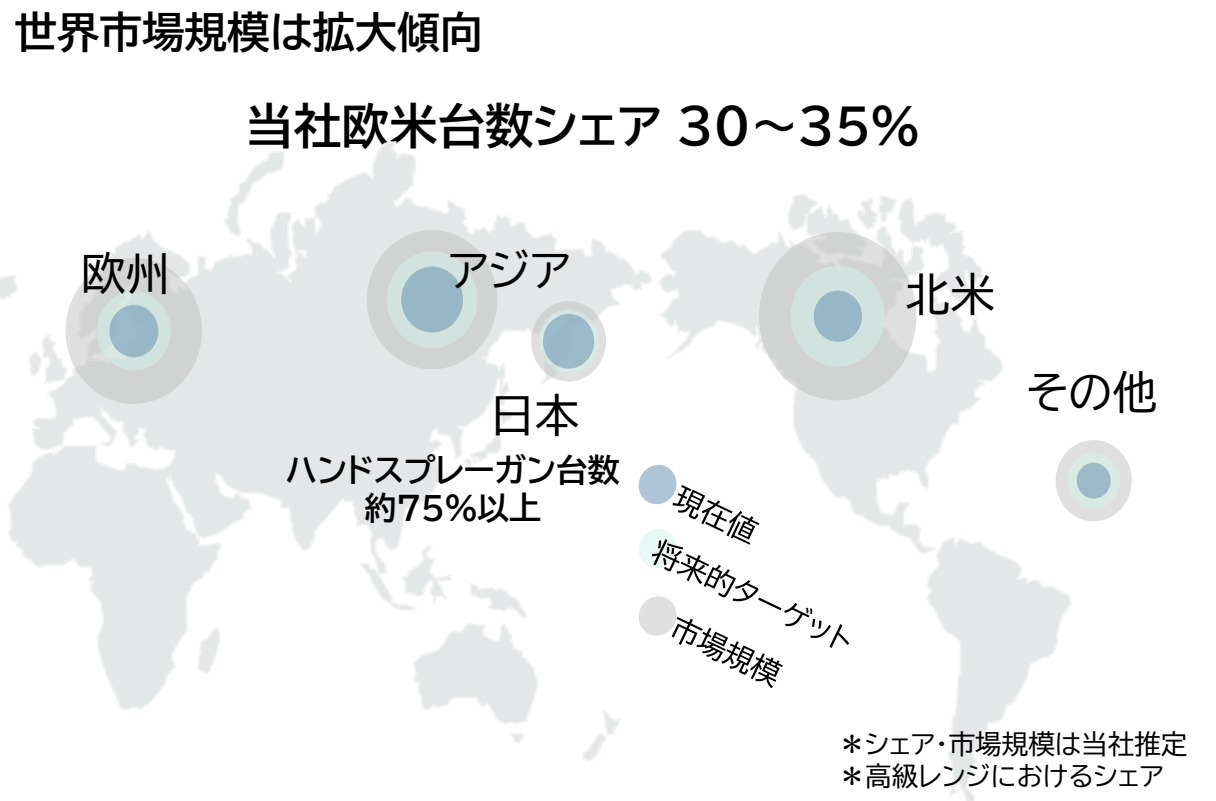 世界市場規模は拡大傾向
当社欧米台数シェア 30～35%
欧州
アジア
北米
日本
その他
ハンドスプレーガン台数
約75%以上
現在値
将来的ターゲット
市場規模
＊シェア・市場規模は当社推定
＊高級レンジにおけるシェア